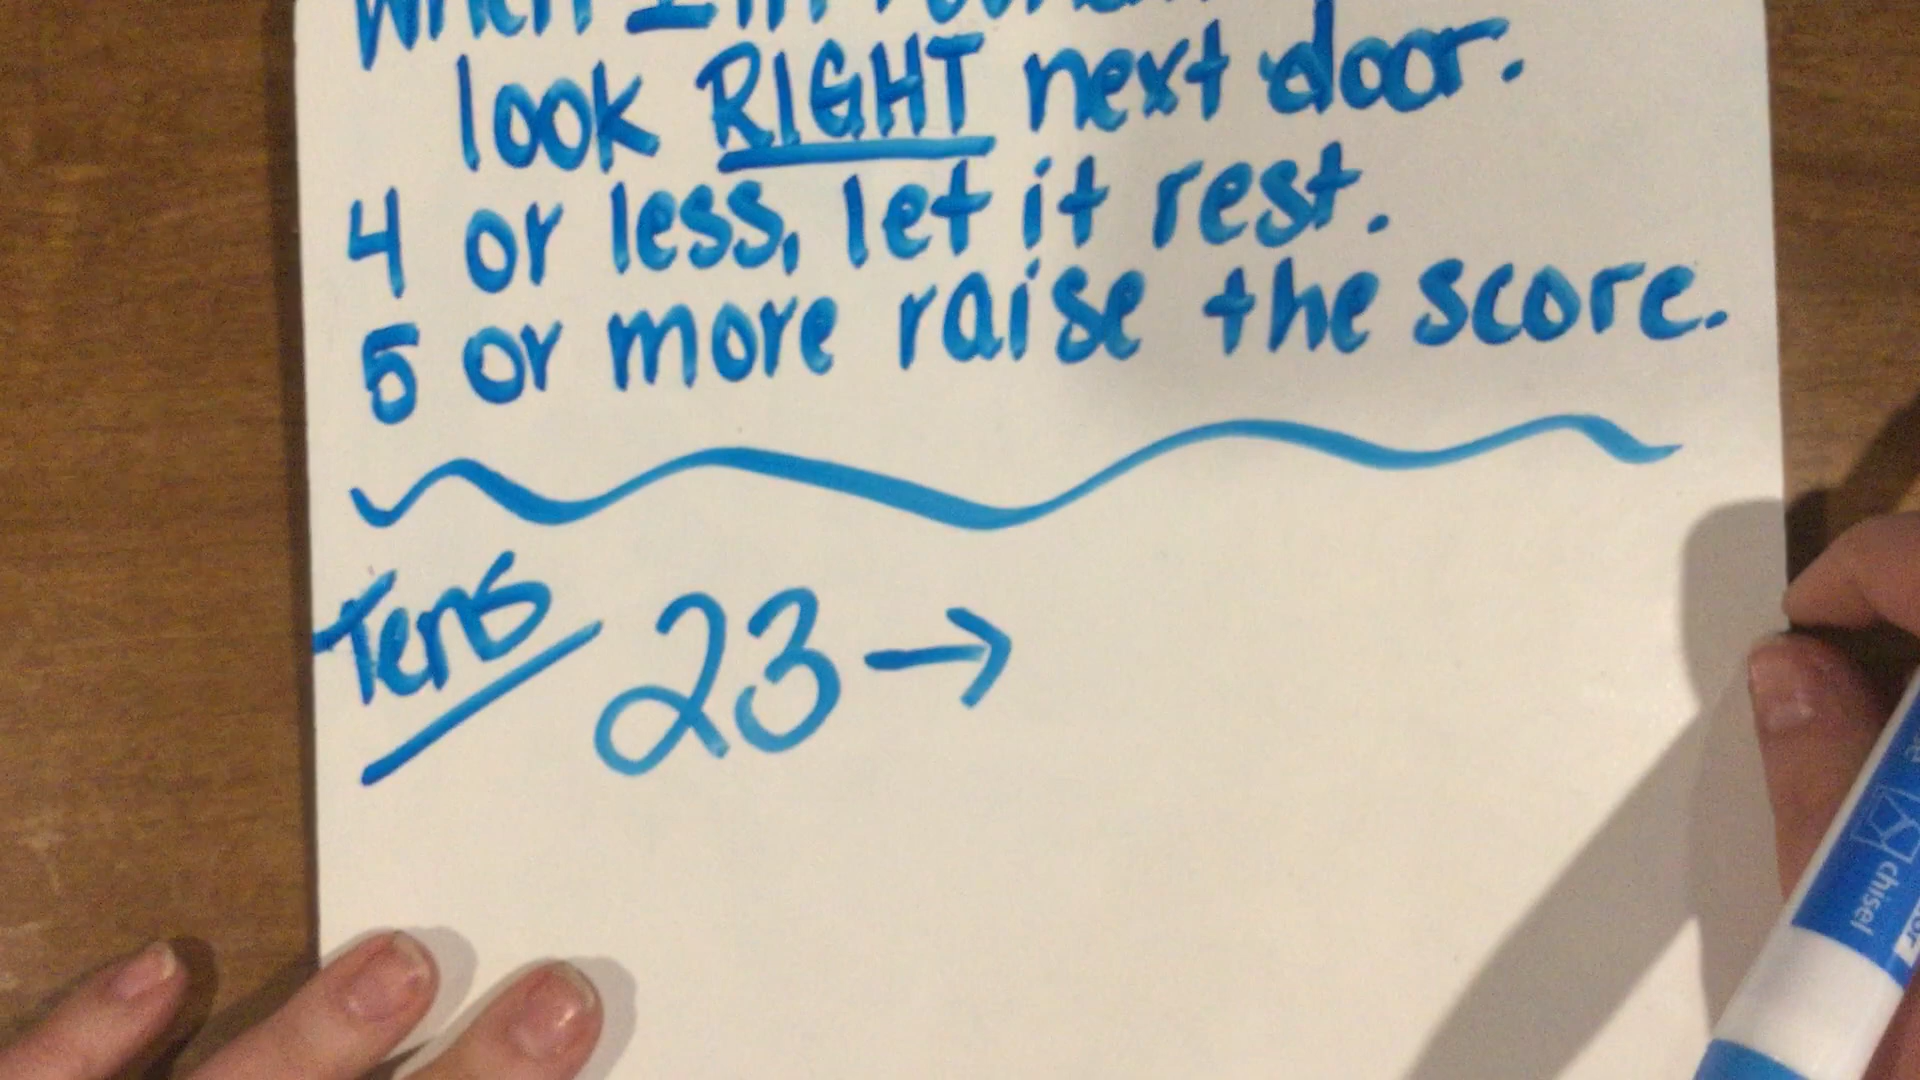 When I'm
look RIGHT next door.
4 or less, let it rest.
5 or more raise the score.
Tens 23 →
chisel